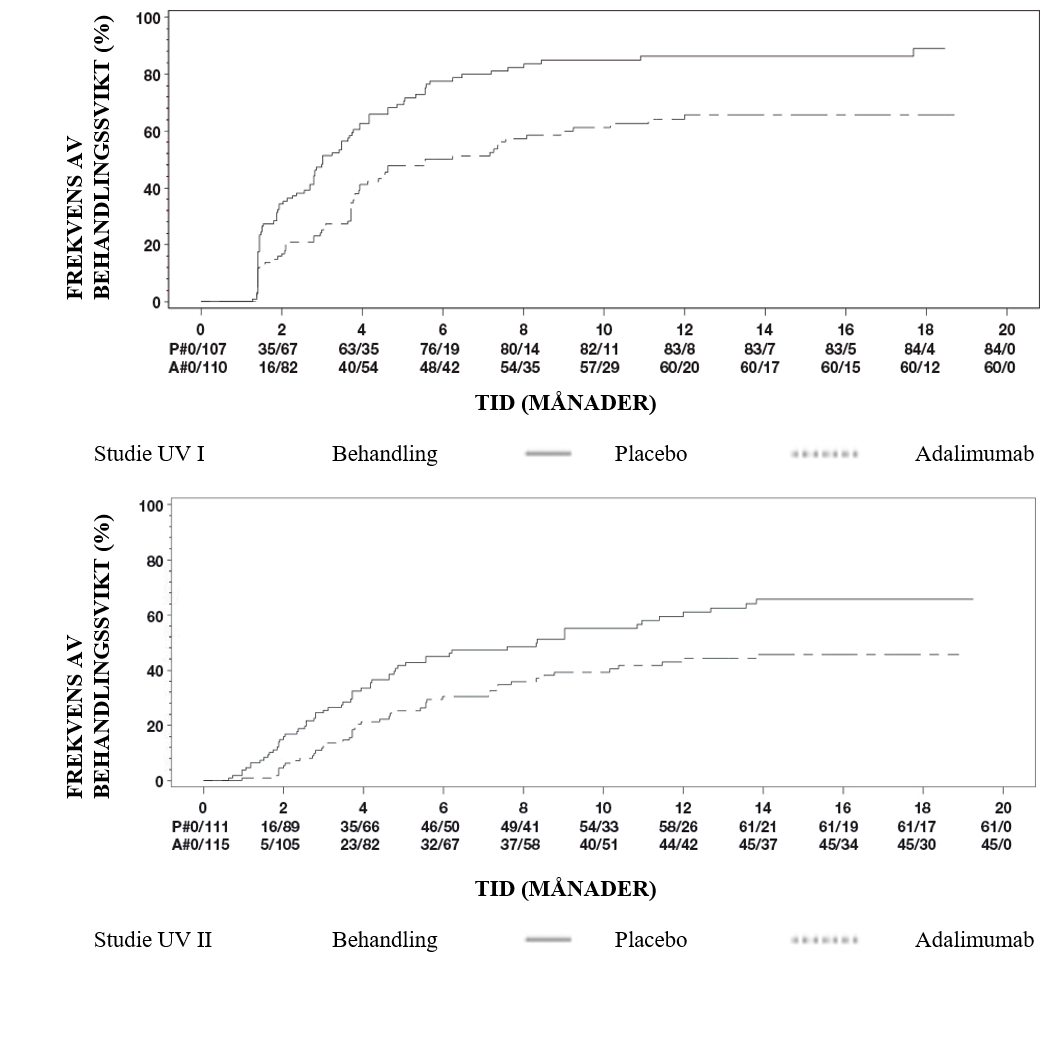 FREKVENS AV
BEHANDLINGSSVIKT (%)
100
80
60
40
20
0
0 2 4 6 8 10 12 14 16 18 20
P#0/107 35/67 63/35 76/19 80/14 82/11 83/8 83/7 83/5 84/4 84/0
A#0/110 16/82 40/54 48/42 54/35 57/29 60/20 60/17 60/15 60/12 60/0
TID (MÅNADER)
Studie UV I Behandling Placebo Adalimumab
FREKVENS AV
BEHANDLINGSSVIKT (%)
100
80
60
40
20
0
0 2 4 6 8 10 12 14 16 18 20
P#0/111 16/89 35/66 46/50 49/41 54/33 58/26 61/21 61/19 61/17 61/0
A#0/115 5/105 23/82 32/67 37/58 40/51 44/42 45/37 45/34 45/30 45/0
TID (MÅNADER)
Studie UV II Behandling Placebo Adalimumab